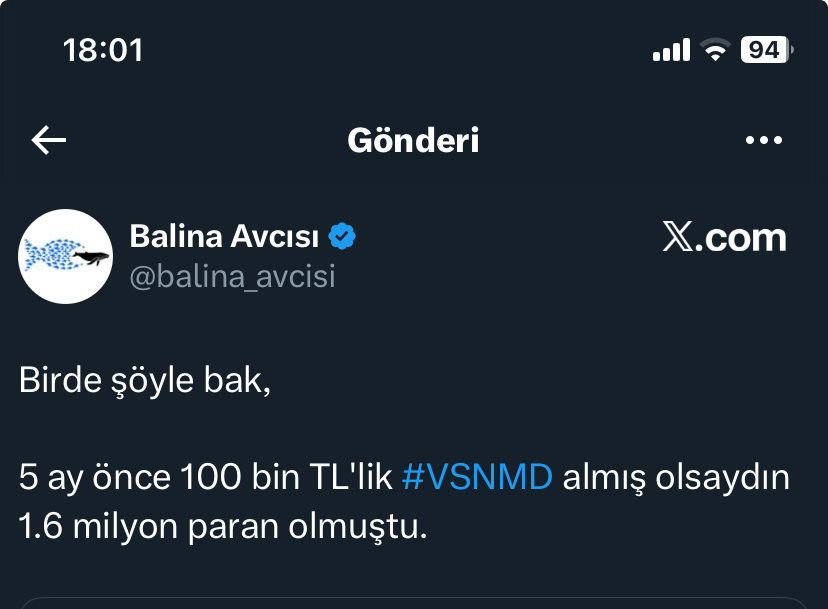 18:01
94
Gönderi
Balina Avcısı
X.com
@balina_avcisi
Birde şöyle bak,
5 ay önce 100 bin TL'lik #VSNMD almış olsaydın
1.6 milyon paran olmuştu.